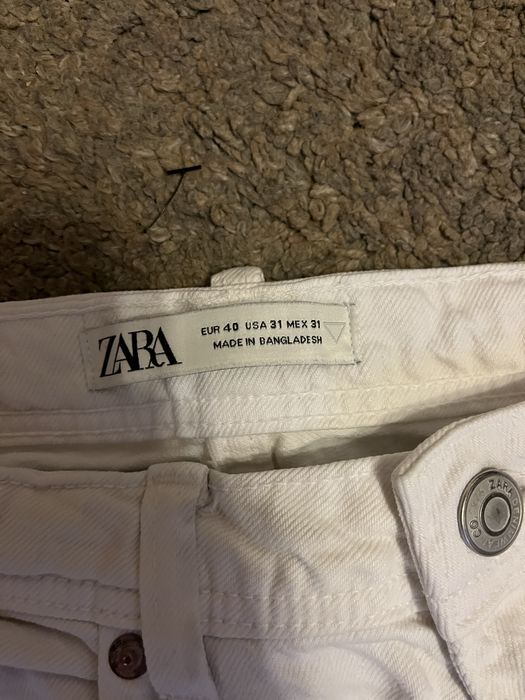 ZARA
EUR 40 USA 31 MEX 31
MADE IN BANGLADESH
ZARA